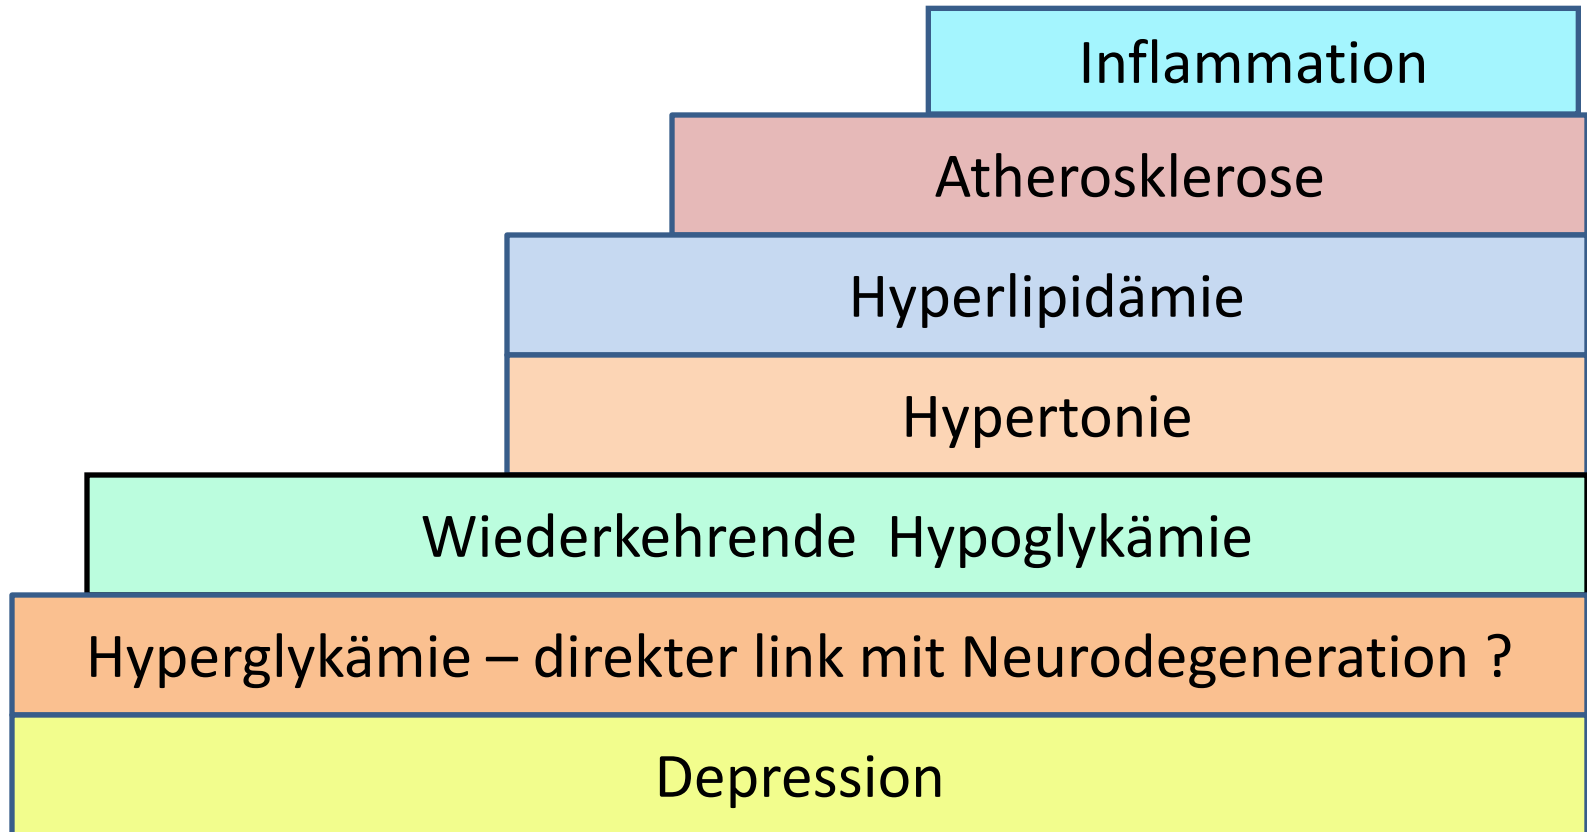 Inflammation
Atherosklerose
Hyperlipidämie
Hypertonie
Wiederkehrende  Hypoglykämie
Hyperglykämie – direkter link mit Neurodegeneration ?
Depression